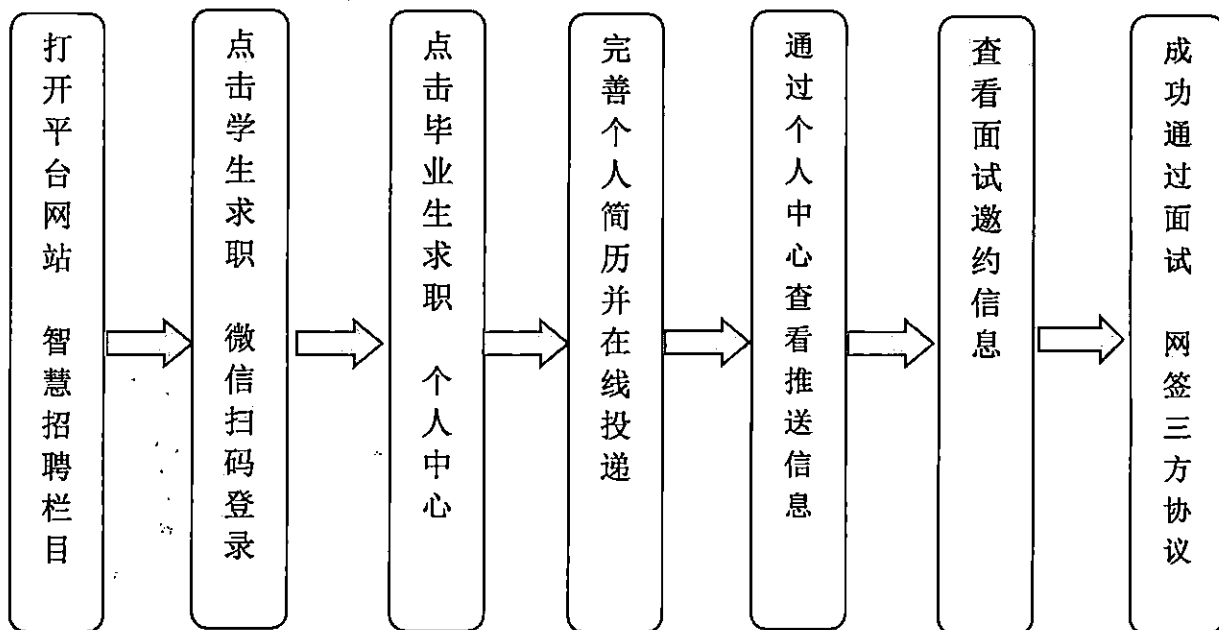 打开平台网站 智慧招聘栏目
点击学生求职 微信扫码登录
点击毕业生求职 个人中心
完善个人简历并在线投递
通过个人中心查看推送信息
查看面试邀约信息
成功通过面试 网签三方协议